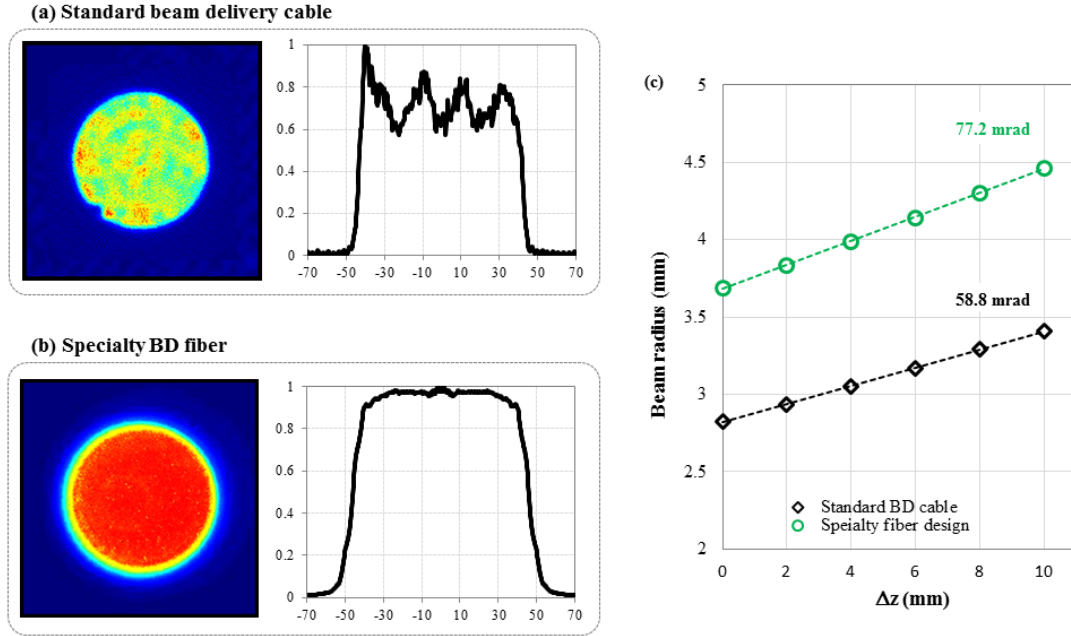 (a) Standard beam delivery cable
1
0.8
0.6
0.4
0.2
0
-70 -50 -30 -10 10 30 50 70
(b) Specialty BD fiber
1
0.8
0.6
0.4
0.2
0
-70 -50 -30 -10 10 30 50 70
(c)
Beam radius (mm)
5
4.5
4
3.5
3
2.5
2
77.2 mrad
58.8 mrad
Standard BD cable
Speialty fiber design
0 2 4 6 8 10
Δz (mm)